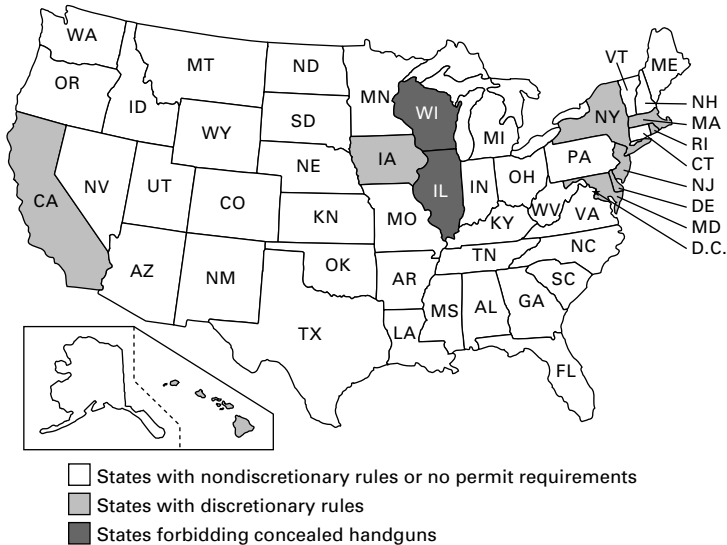 WA
MT
ND
MN
VT
ME
OR
ID
WY
SD
WI
MI
NY
NH
MA
RI
CT
NJ
DE
MD
D.C.
CA
NV
UT
CO
NE
KN
IA
IL
IN
OH
PA
MO
KY
WV
VA
AZ
NM
OK
AR
TN
NC
SC
TX
LA
MS
AL
GA
FL
States with nondiscretionary rules or no permit requirements
States with discretionary rules
States forbidding concealed handguns